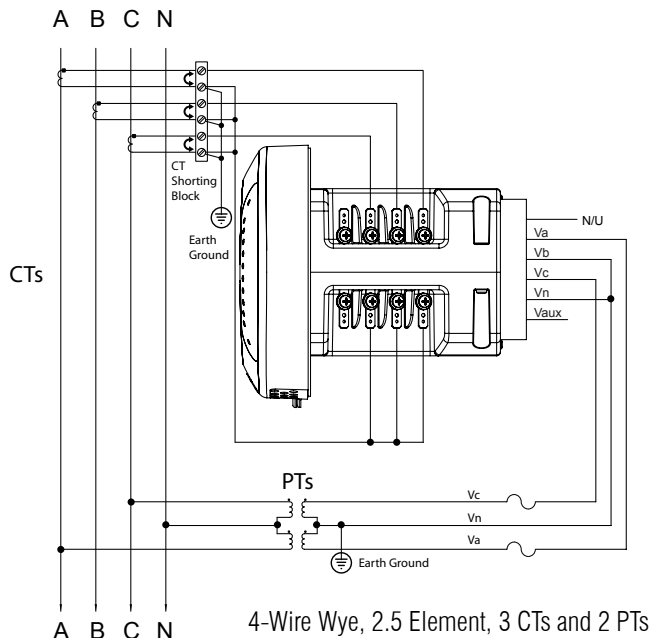 A B C N
CT
Shorting
Block
Earth
Ground
N/U
Va
Vb
Vc
Vn
Vaux
CTs
PTs
Vc
Vn
Va
Earth Ground
A B C N
4-Wire Wye, 2.5 Element, 3 CTs and 2 PTs